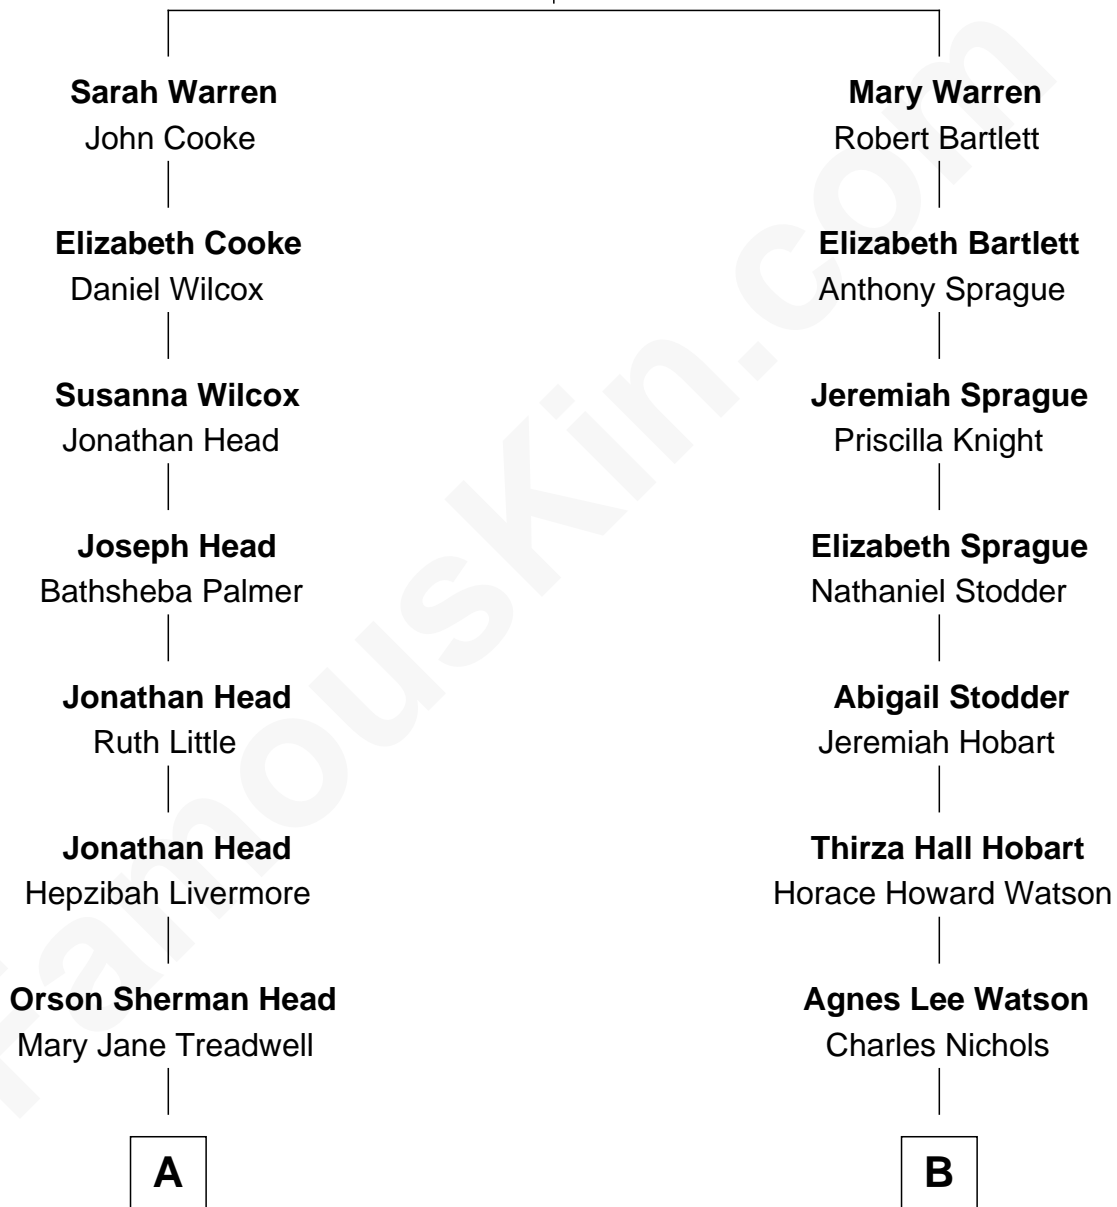 Sarah Warren
John Cooke
Elizabeth Cooke
Daniel Wilcox
Susanna Wilcox
Jonathan Head
Joseph Head
Bathsheba Palmer
Jonathan Head
Ruth Little
Jonathan Head
Hepzibah Livermore
Orson Sherman Head
Mary Jane Treadwell
A
Mary Warren
Robert Bartlett
Elizabeth Bartlett
Anthony Sprague
Jeremiah Sprague
Priscilla Knight
Elizabeth Sprague
Nathaniel Stodder
Abigail Stodder
Jeremiah Hobart
Thirza Hall Hobart
Horace Howard Watson
Agnes Lee Watson
Charles Nichols
B
FamousKin.com